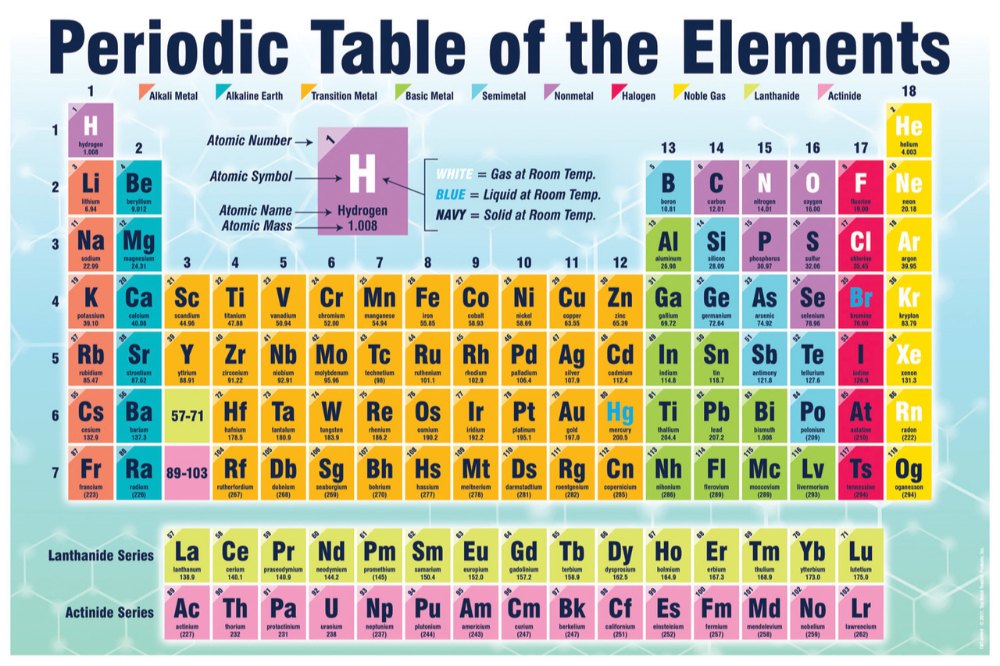 Periodic Table of the Elements
Alkali Metal Alkaline Earth Transition Metal Basic Metal Semimetal Nonmetal Halogen Noble Gas Lanthanide Actinide
1 18
1 H He
hydrogen helium
1.008 4.003
Atomic Number 1
Atomic Symbol H
Atomic Name Hydrogen
Atomic Mass 1.008
WHITE = Gas at Room Temp.
BLUE = Liquid at Room Temp.
NAVY = Solid at Room Temp.
2 13 14 15 16 17
2 Li Be B C N O F Ne
lithium beryllium boron carbon nitrogen oxygen fluorine neon
6.94 9.012 10.81 12.01 14.01 16.00 19.00 20.18
3 Na Mg Al Si P S Cl Ar
sodium magnesium aluminum silicon phosphorus sulfur chlorine argon
22.99 24.31 26.98 28.09 30.97 32.06 35.45 39.95
3 4 5 6 7 8 9 10 11 12
4 K Ca Sc Ti V Cr Mn Fe Co Ni Cu Zn Ga Ge As Se Br Kr
potassium calcium scandium titanium vanadium chromium manganese iron cobalt nickel copper zinc gallium germanium arsenic selenium bromine krypton
39.10 40.08 44.96 47.88 50.94 52.00 54.94 55.85 58.93 58.69 63.55 65.39 69.72 72.64 74.92 78.96 83.79
5 Rb Sr Y Zr Nb Mo Tc Ru Rh Pd Ag Cd In Sn Sb Te I Xe
rubidium strontium yttrium zirconium niobium molybdenum technetium ruthenium rhodium palladium silver cadmium indium tin antimony tellurium iodine xenon
85.47 87.62 88.91 91.22 92.91 95.96 (98) 101.1 102.9 106.4 107.9 112.4 114.8 118.7 121.8 127.6 126.9 131.3
6 Cs Ba 57-71 Hf Ta W Re Os Ir Pt Au Hg Ti Pb Bi Po At Rn
cesium barium hafnium tantalum tungsten rhenium osmium iridium platinum gold mercury thallium lead bismuth polonium astatine radon
132.9 137.3 178.5 180.9 183.9 186.2 190.2 192.2 195.1 197.0 200.5 204.4 207.2 1.008 (209) (210) (222)
7 Fr Ra 89-103 Rf Db Sg Bh Hs Mt Ds Rg Cn Nh Fl Mc Lv Ts Og
francium radium rutherfordium dubnium seaborgium bohrium hassium meitnerium darmstadtium roentgenium copernicium nihonium flerovium moscovium livermorium tennessine oganesson
(223) (226) (267) (268) (269) (270) (277) (278) (281) (282) (285) (286) (289) (289) (293) (294) (294)
Lanthanide Series La Ce Pr Nd Pm Sm Eu Gd Tb Dy Ho Er Tm Yb Lu
lanthanum cerium praseodymium neodymium promethium samarium europium gadolinium terbium dysprosium holmium erbium thulium ytterbium lutetium
138.9 140.1 140.9 144.2 (145) 150.4 152.0 157.2 158.9 162.5 164.9 167.3 168.9 173.0 175.0
Actinide Series Ac Th Pa U Np Pu Am Cm Bk Cf Es Fm Md No Lr
actinium thorium protactinium uranium neptunium plutonium americium curium berkelium californium einsteinium fermium mendelevium nobelium lawrencium
(227) 232 231 238 (237) (244) (243) (247) (247) (251) (252) (257) (258) (259) (262)